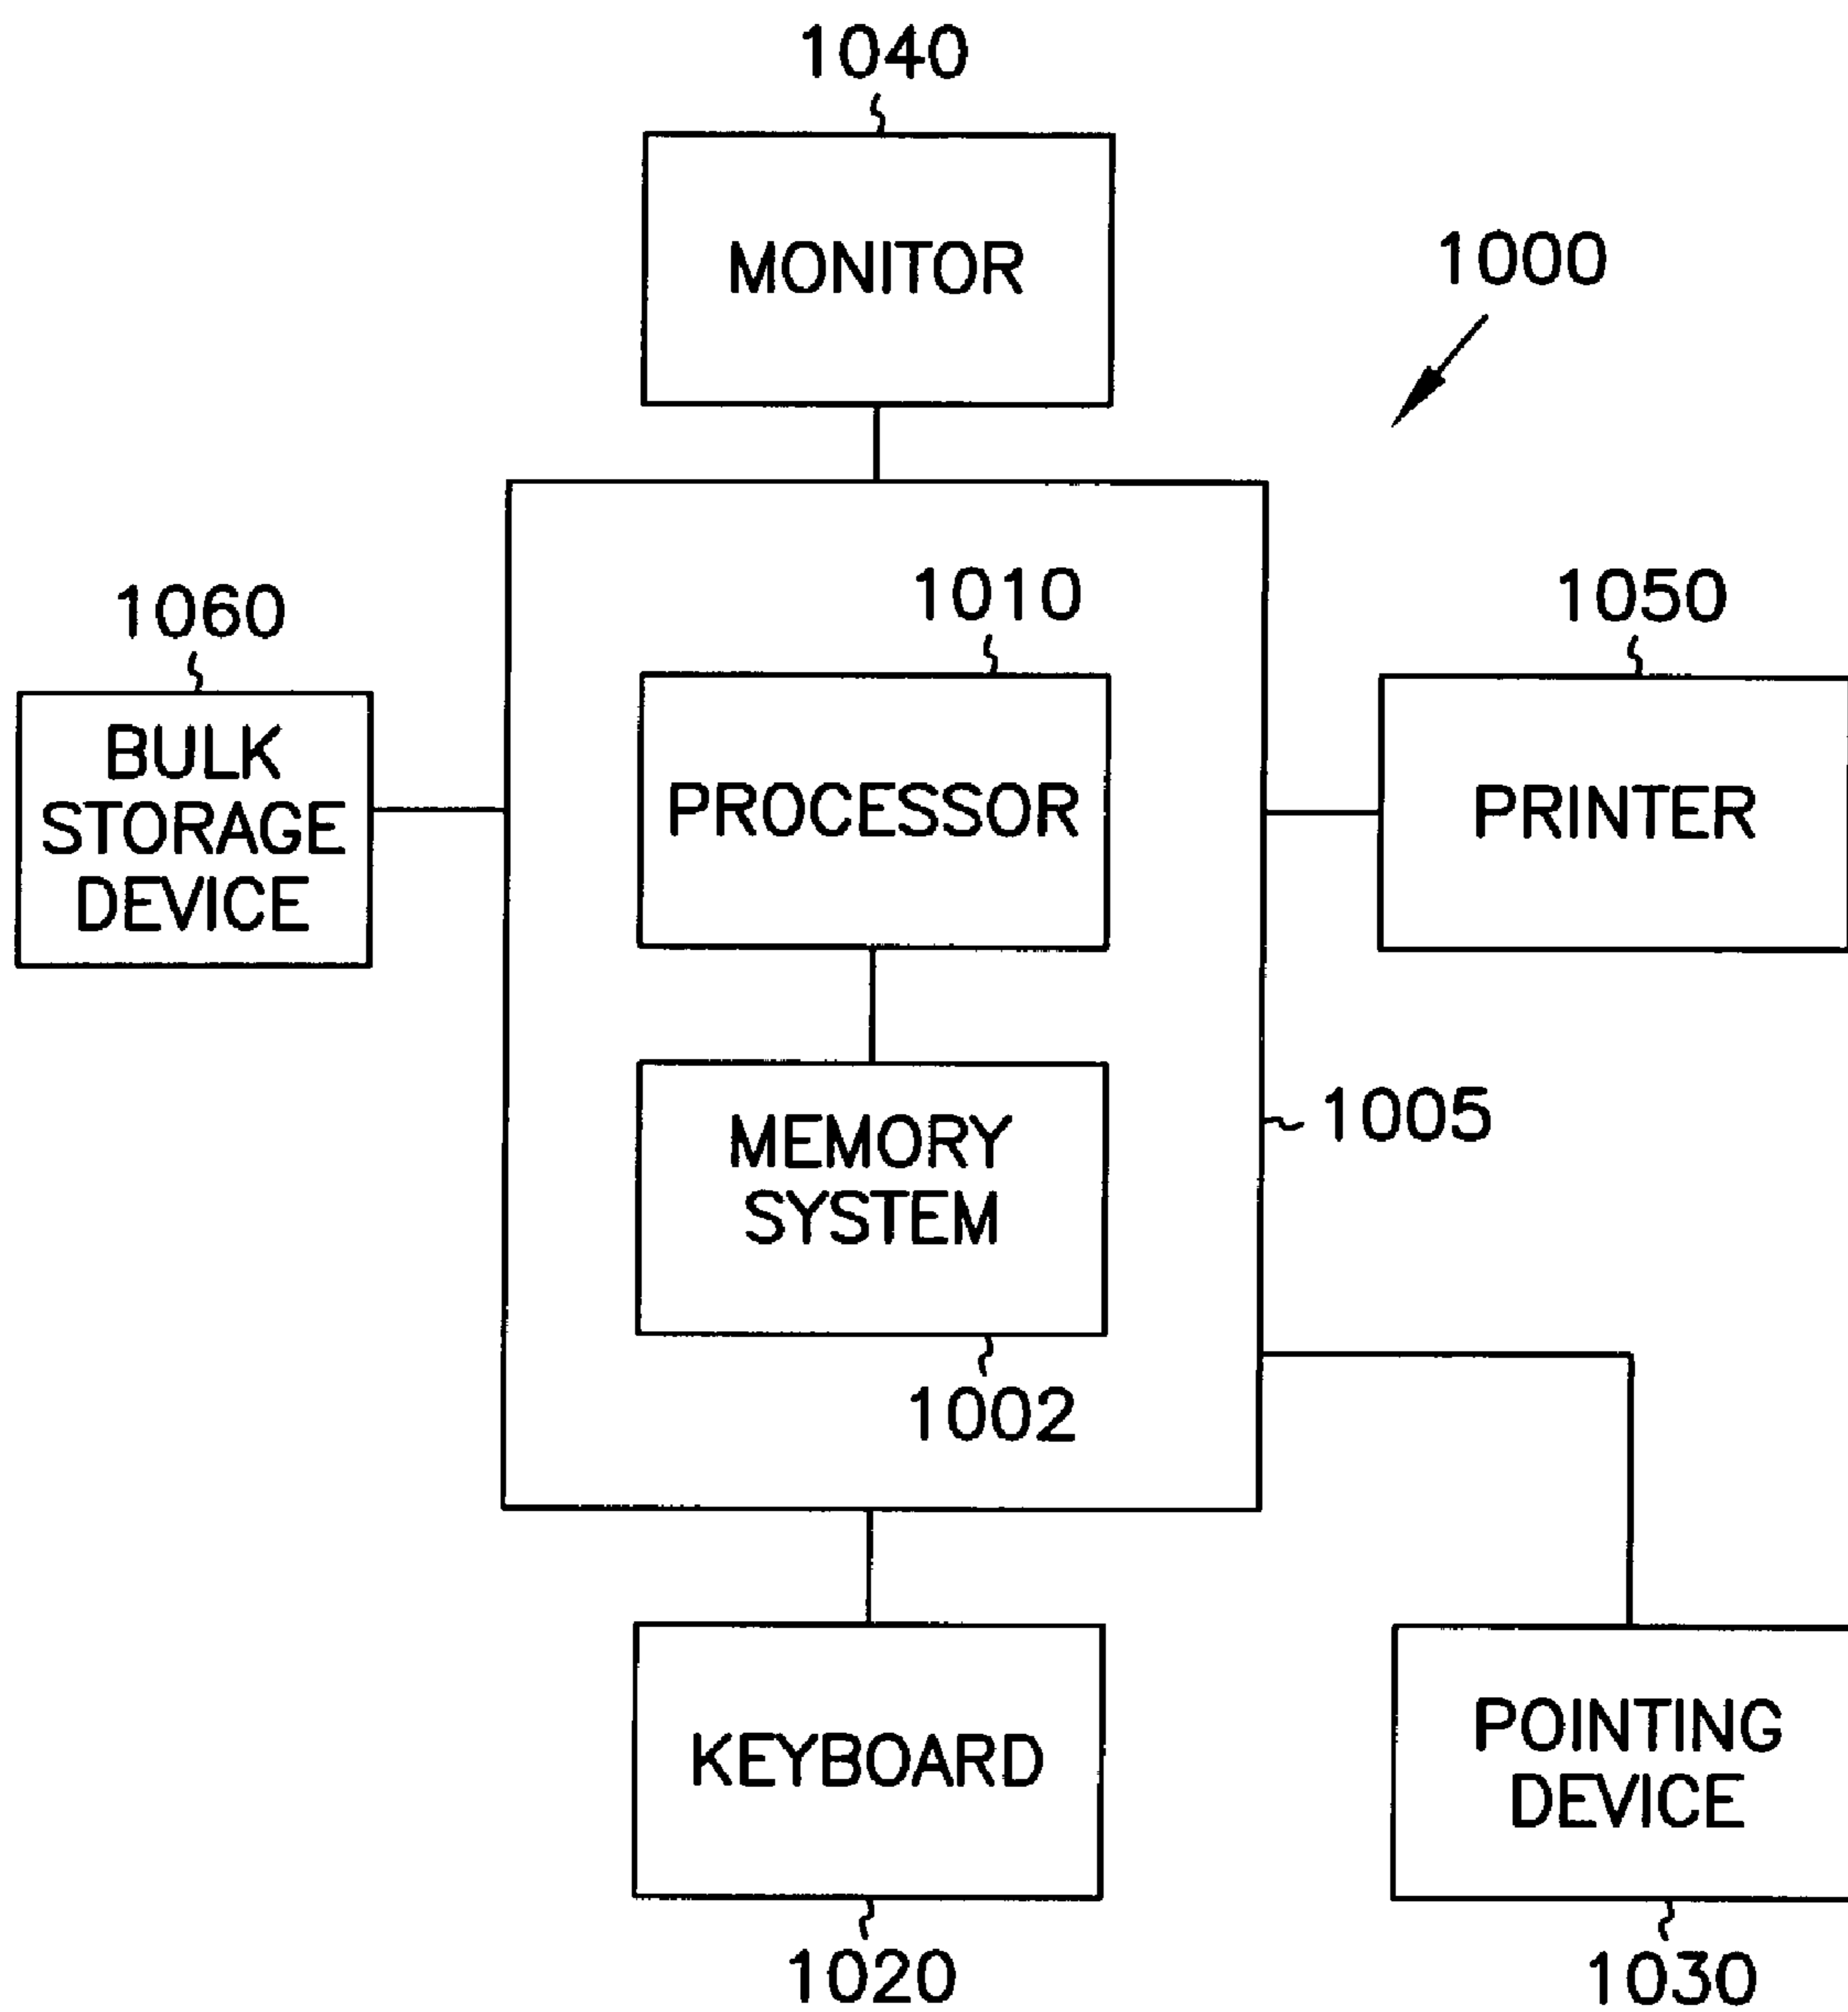 1040
MONITOR
1000
1010
1060
1050
BULK
STORAGE
DEVICE
PROCESSOR
PRINTER
MEMORY
SYSTEM
1005
1002
KEYBOARD
POINTING
DEVICE
1020
1030